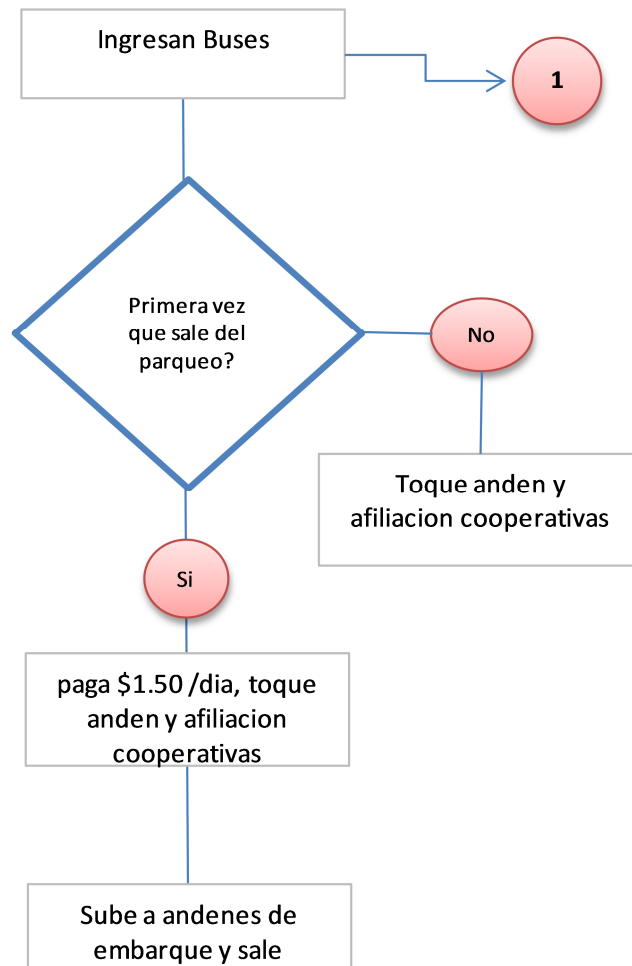 Ingresan Buses
1
Primera vez
que sale del
parqueo?
No
Toque anden y
afiliacion cooperativas
Si
paga $1.50 /dia, toque
anden y afiliacion
cooperativas
Sube a andenes de
embarque y sale